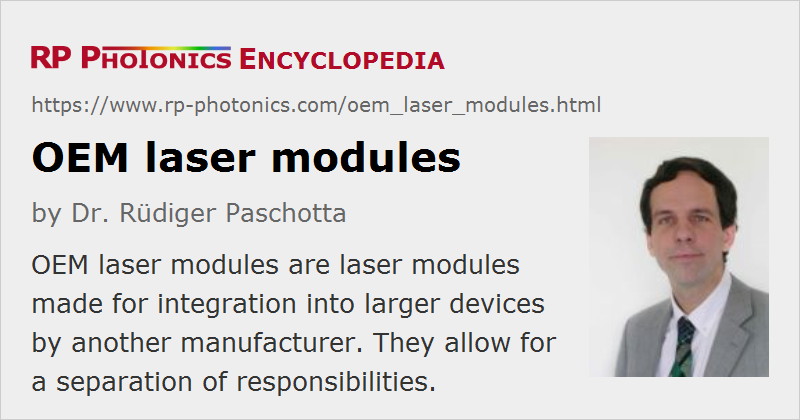 RP PHOTONICS ENCYCLOPEDIA
https://www.rp-photonics.com/oem_laser_modules.html
OEM laser modules
by Dr. Rüdiger Paschotta
OEM laser modules are laser modules
made for integration into larger devices
by another manufacturer. They allow for
a separation of responsibilities.